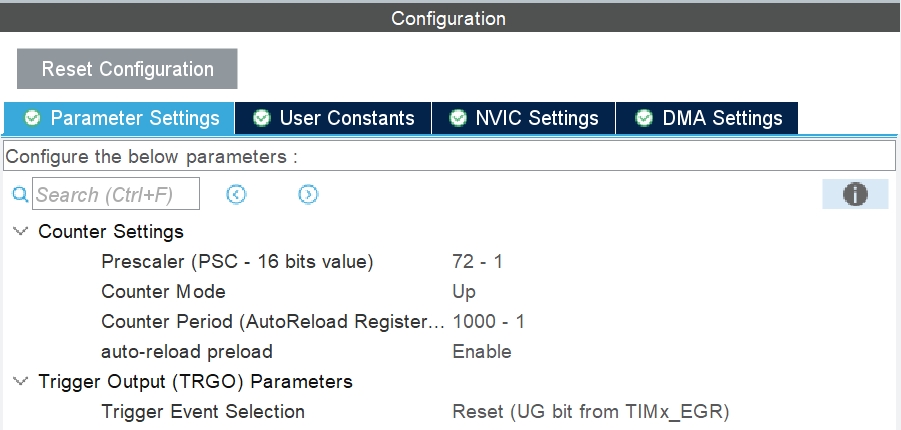 Configuration
Reset Configuration
Parameter Settings User Constants NVIC Settings DMA Settings
Configure the below parameters :
Search (Ctrl+F)
Counter Settings
Prescaler (PSC - 16 bits value) 72 - 1
Counter Mode Up
Counter Period (AutoReload Register... 1000 - 1
auto-reload preload Enable
Trigger Output (TRGO) Parameters
Trigger Event Selection Reset (UG bit from TIMx_EGR)